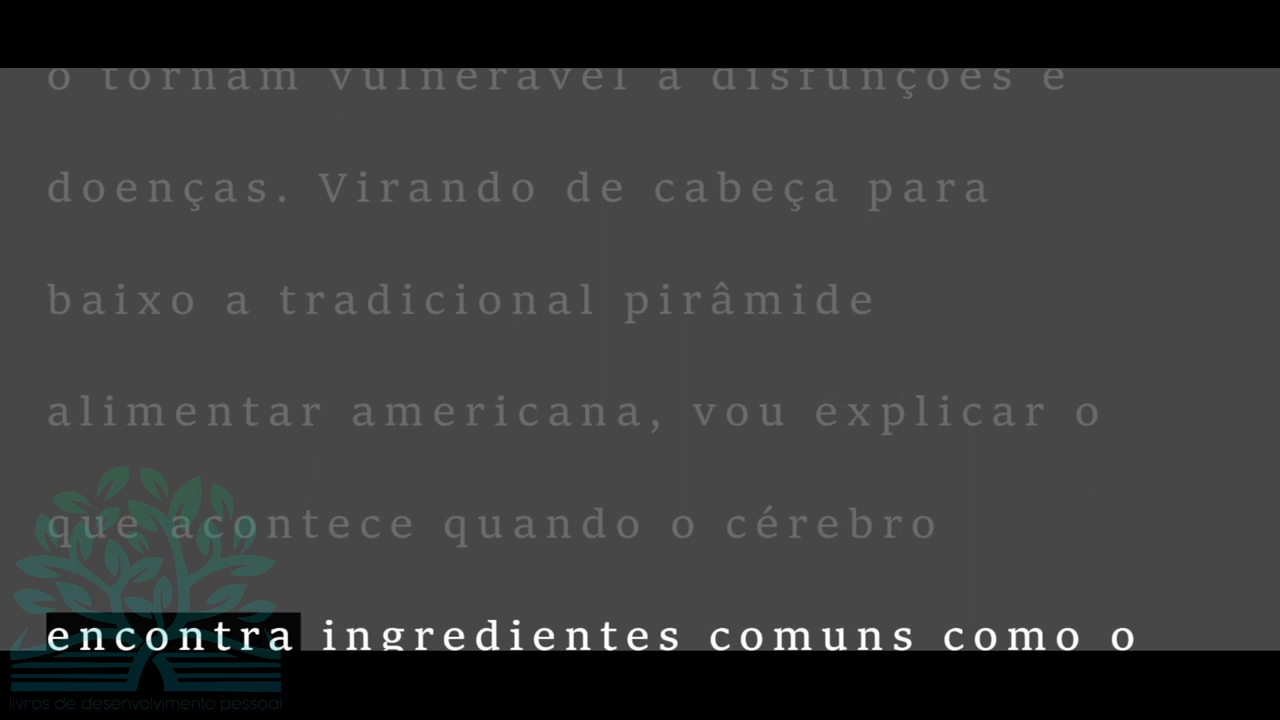 o tornam vulnerável a disfunções e
doenças. Virando de cabeça para
baixo a tradicional pirâmide
alimentar americana, vou explicar o
que acontece quando o cérebro
encontra ingredientes comuns como o
livros de desenvolvimento pessoal